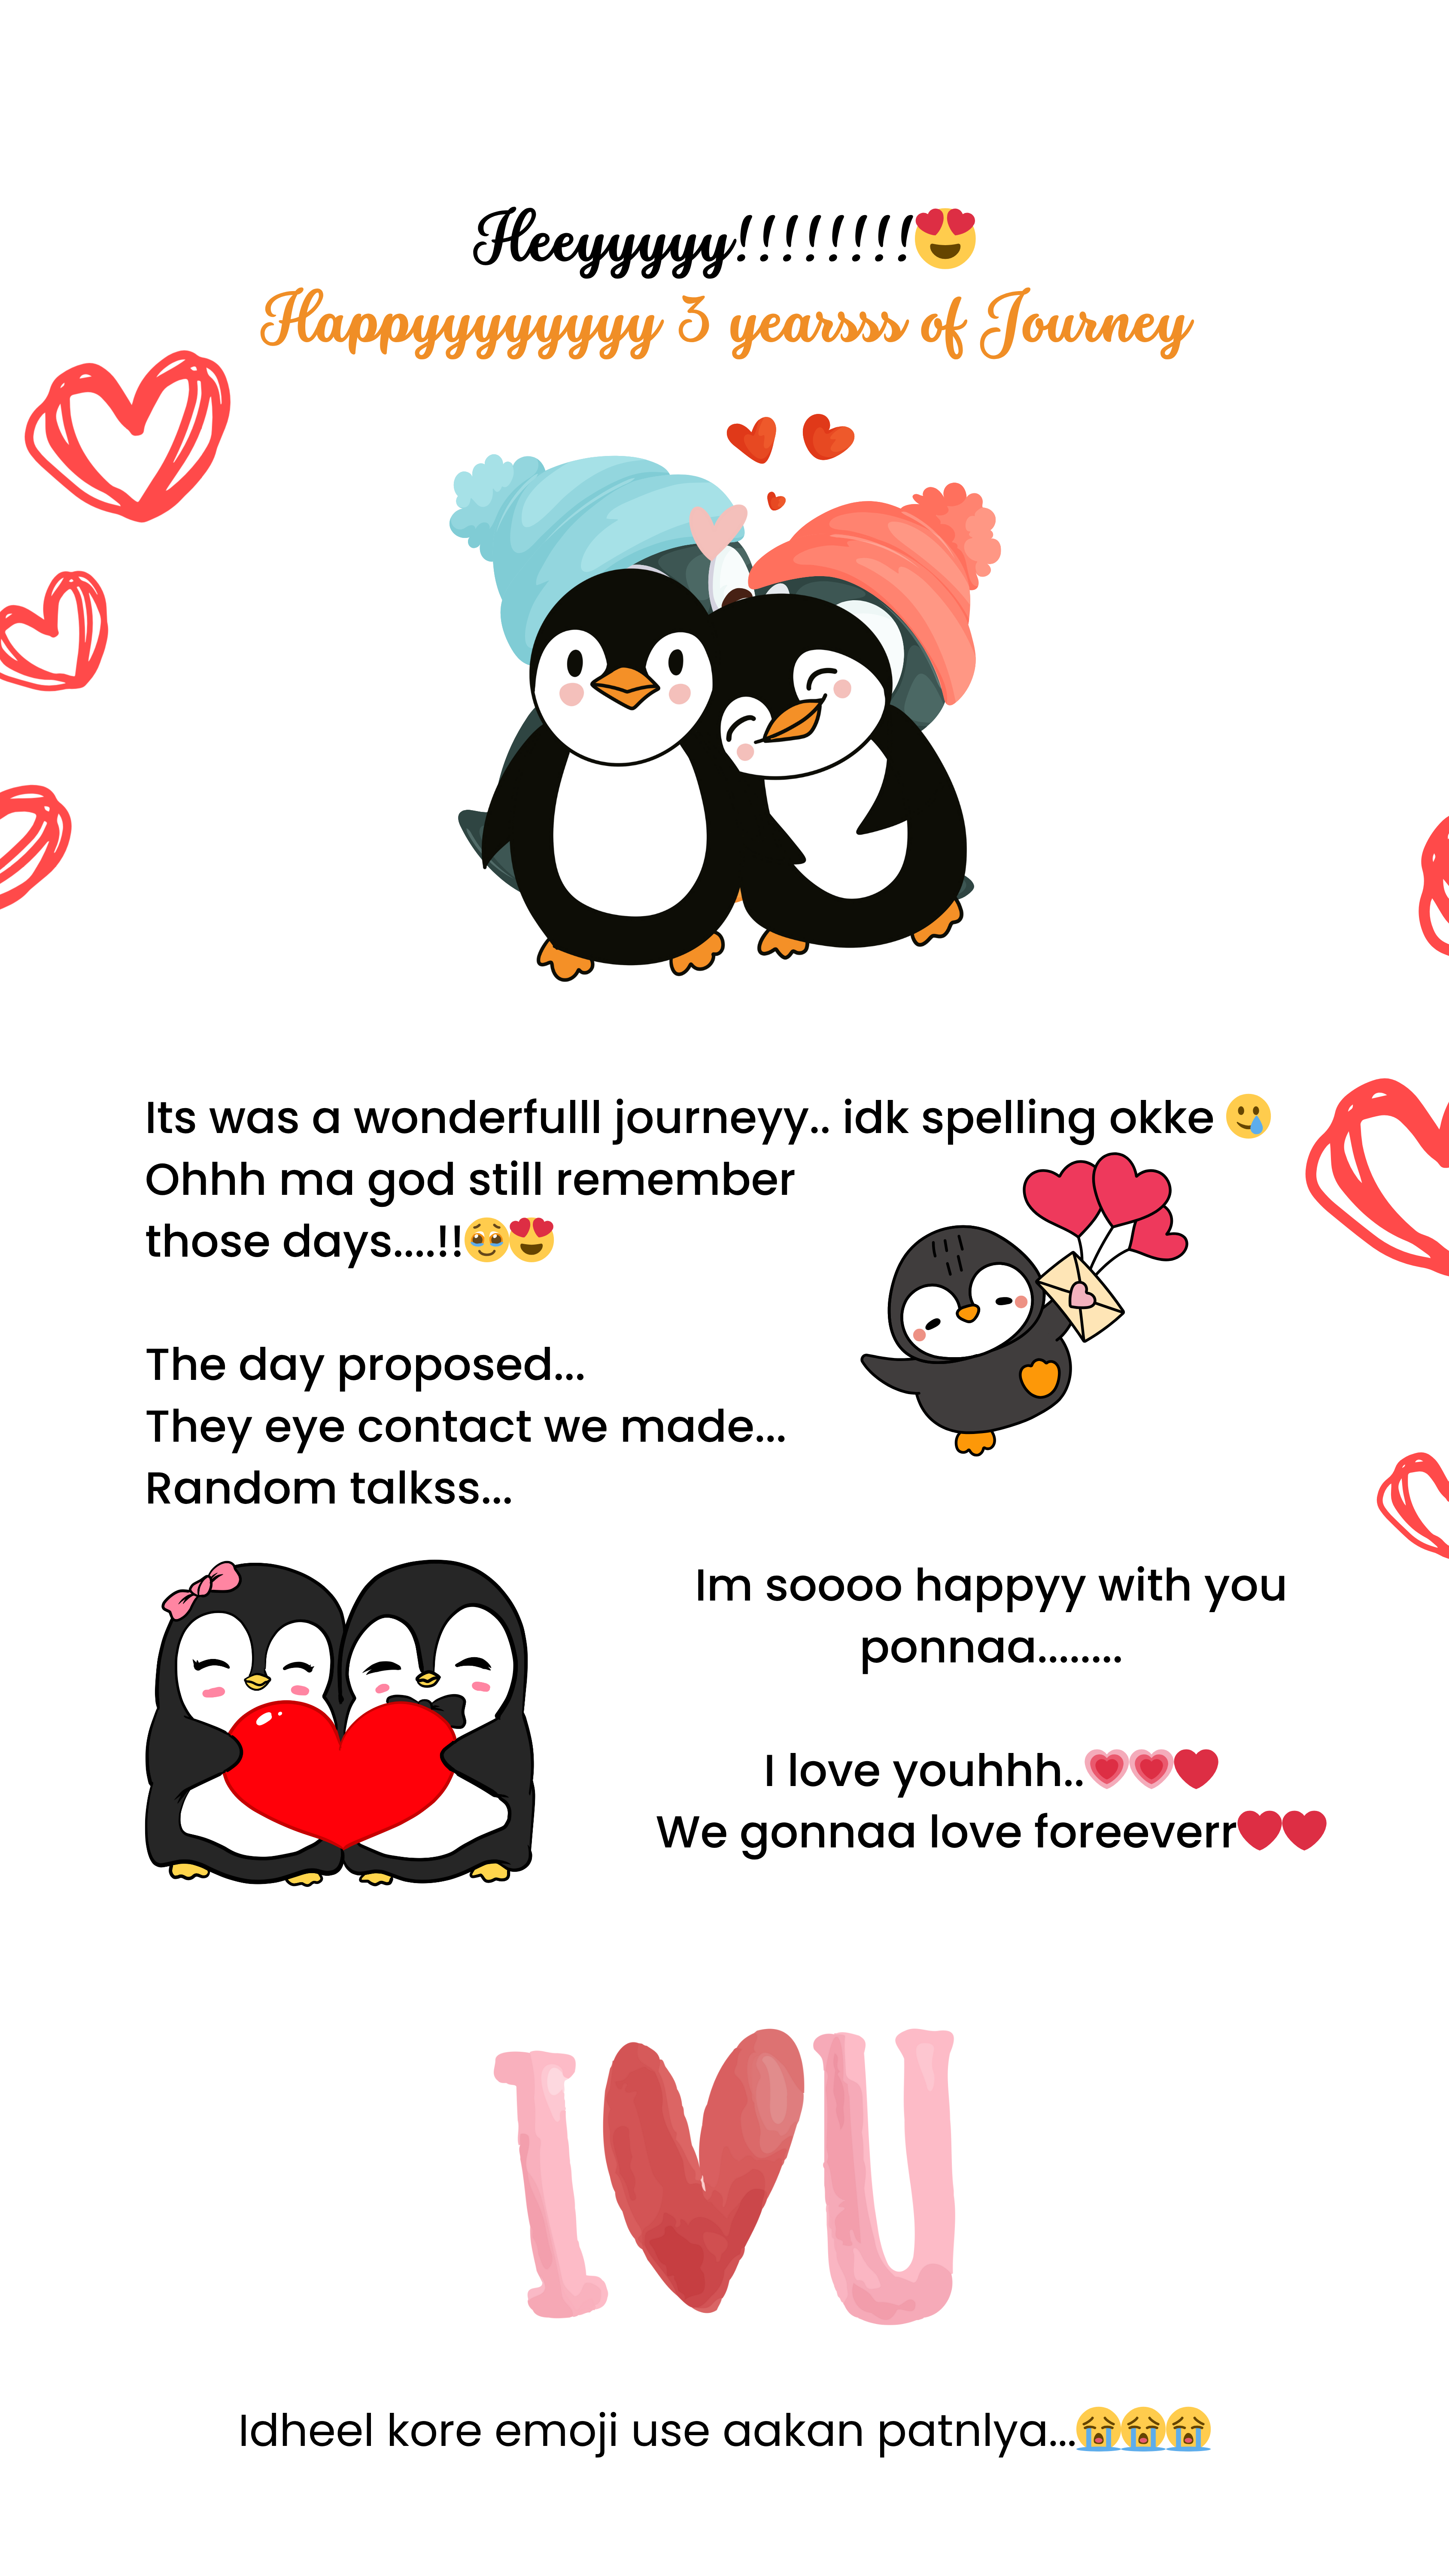 Heeyyyyy!!!!!!!!😍
Happyyyyyyyyy 3 yearsss of Journey
Its was a wonderfulll journeyy.. idk spelling okke 🥲
Ohhh ma god still remember
those days....!!🥹😍
The day proposed...
They eye contact we made...
Random talkss...
Im soooo happyy with you
ponnaa........
I love youhhh..💗💗❤️
We gonnaa love foreeverr❤️❤️
I ❤️ U
Idheel kore emoji use aakan patnlya...😭😭😭